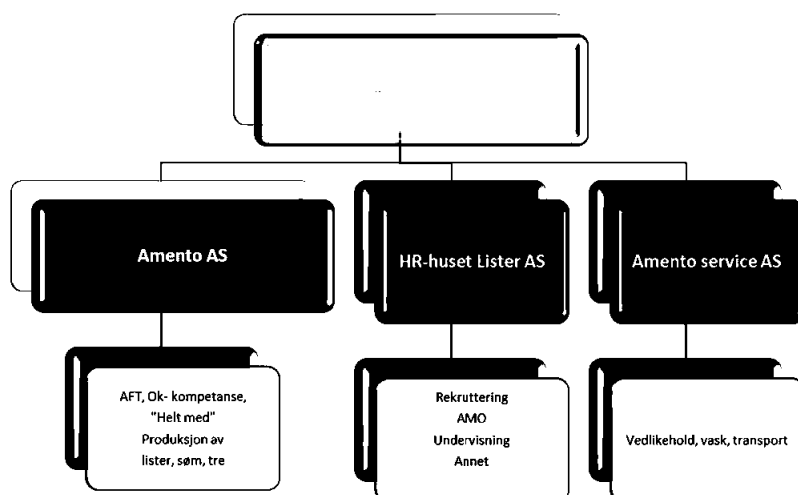 Amento AS
HR-huset Lister AS
Amento service AS
AFT, Ok- kompetanse,
"Helt med"
Produksjon av
lister, søm, tre
Rekruttering
AMO
Undervisning
Annet
Vedlikehold, vask, transport